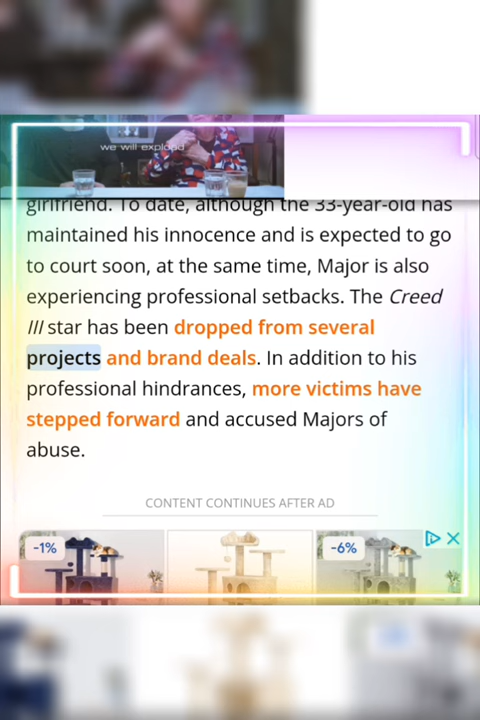 we will explode
girlfriend. To date, although the 33-year-old has
maintained his innocence and is expected to go
to court soon, at the same time, Major is also
experiencing professional setbacks. The Creed
III star has been dropped from several
projects and brand deals. In addition to his
professional hindrances, more victims have
stepped forward and accused Majors of
abuse.
CONTENT CONTINUES AFTER AD
-1%
-6%